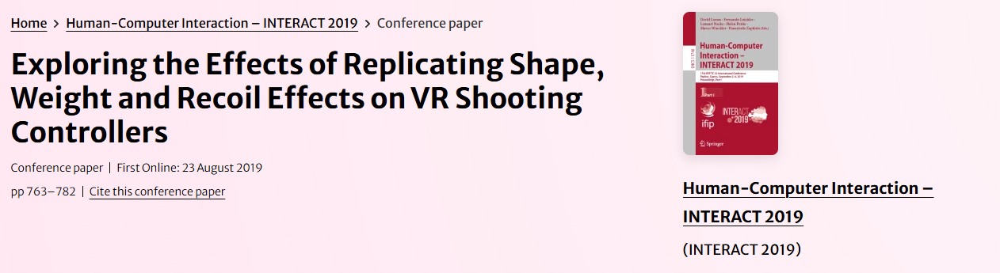 Home > Human-Computer Interaction – INTERACT 2019 > Conference paper
Exploring the Effects of Replicating Shape,
Weight and Recoil Effects on VR Shooting
Controllers
Conference paper | First Online: 23 August 2019
pp 763–782 | Cite this conference paper
Human-Computer
Interaction –
INTERACT 2019
Part I
ifip
INTERACT
2019
Springer
Human-Computer Interaction –
INTERACT 2019
(INTERACT 2019)